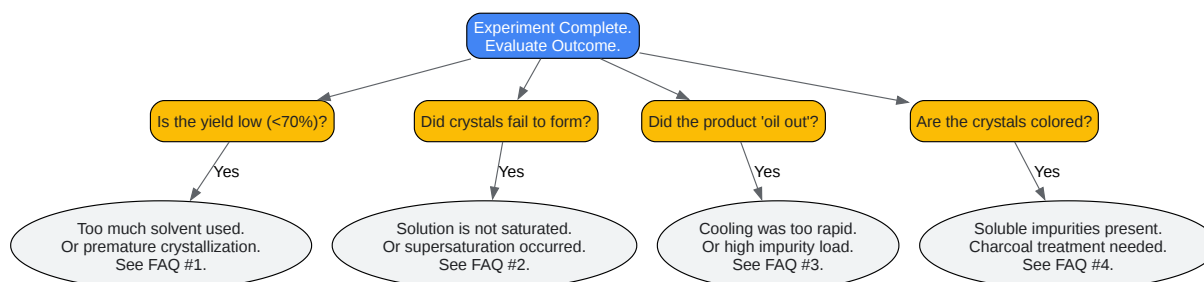 Experiment Complete.
Evaluate Outcome.
Is the yield low (<70%)?
Did crystals fail to form?
Did the product 'oil out'?
Are the crystals colored?
Yes
Yes
Yes
Yes
Too much solvent used.
Or premature crystallization.
See FAQ #1.
Solution is not saturated.
Or supersaturation occurred.
See FAQ #2.
Cooling was too rapid.
Or high impurity load.
See FAQ #3.
Soluble impurities present.
Charcoal treatment needed.
See FAQ #4.